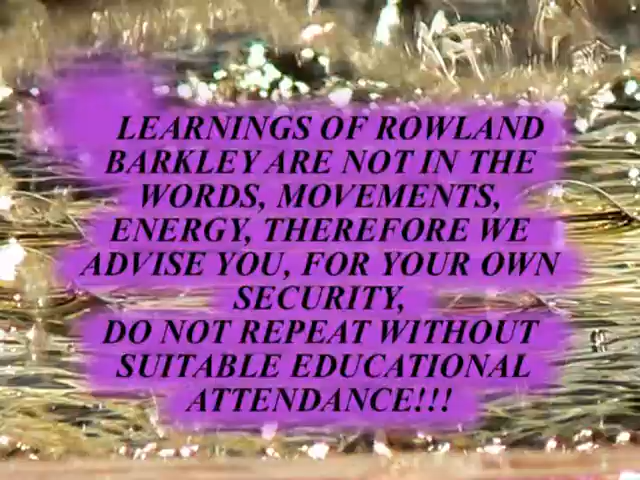 LEARNINGS OF ROWLAND
BARKLEY ARE NOT IN THE
WORDS, MOVEMENTS,
ENERGY, THEREFORE WE
ADVISE YOU, FOR YOUR OWN
SECURITY,
DO NOT REPEAT WITHOUT
SUITABLE EDUCATIONAL
ATTENDANCE!!!